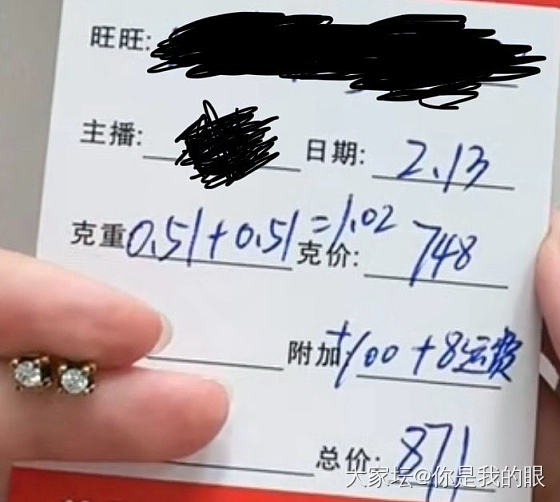 旺旺:
主播: 日期: 2.13
克重 0.51+0.51=1.02 克价: 748
附加 +100+8运费
总价: 871
大家坛@你是我的眼